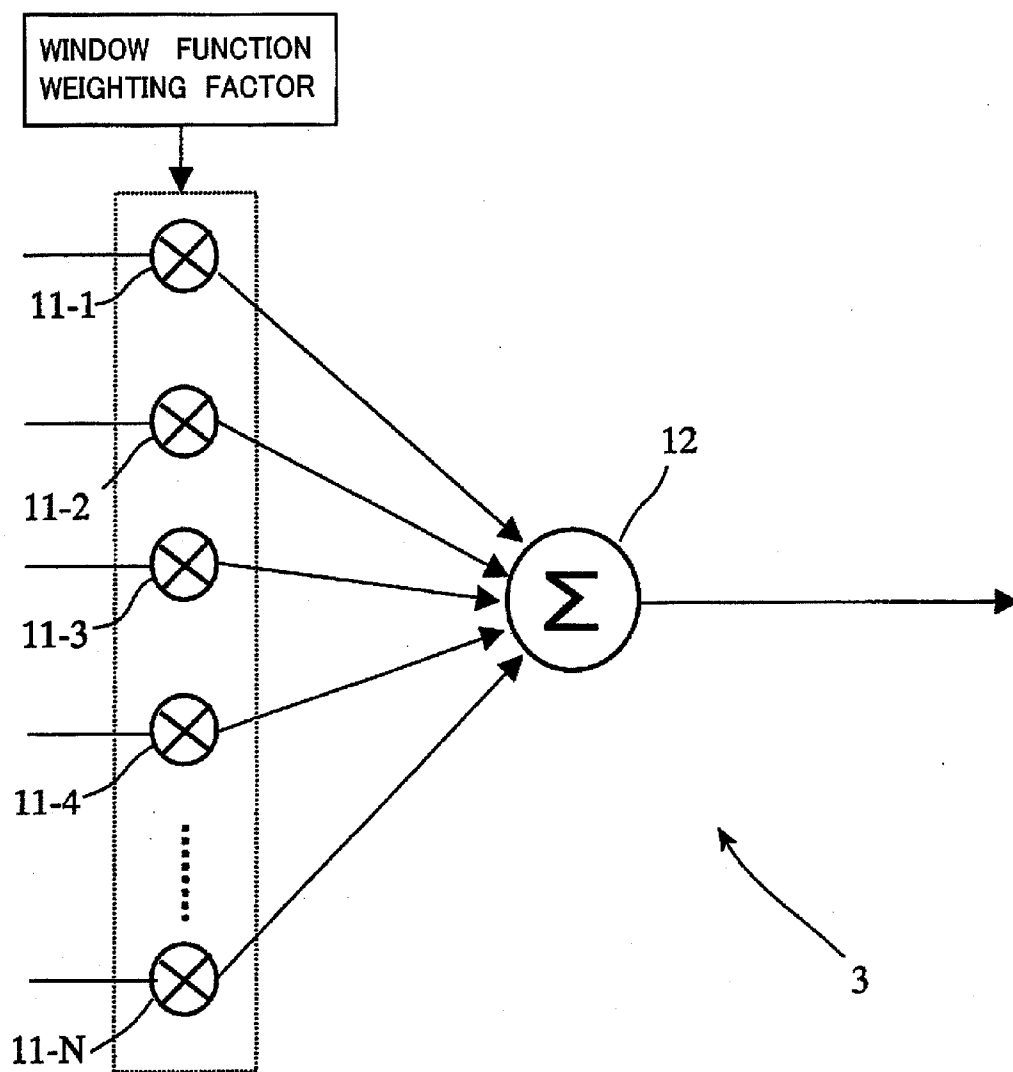 WINDOW FUNCTION
WEIGHTING FACTOR
11-1
11-2
12
Σ
11-3
11-4
3
11-N